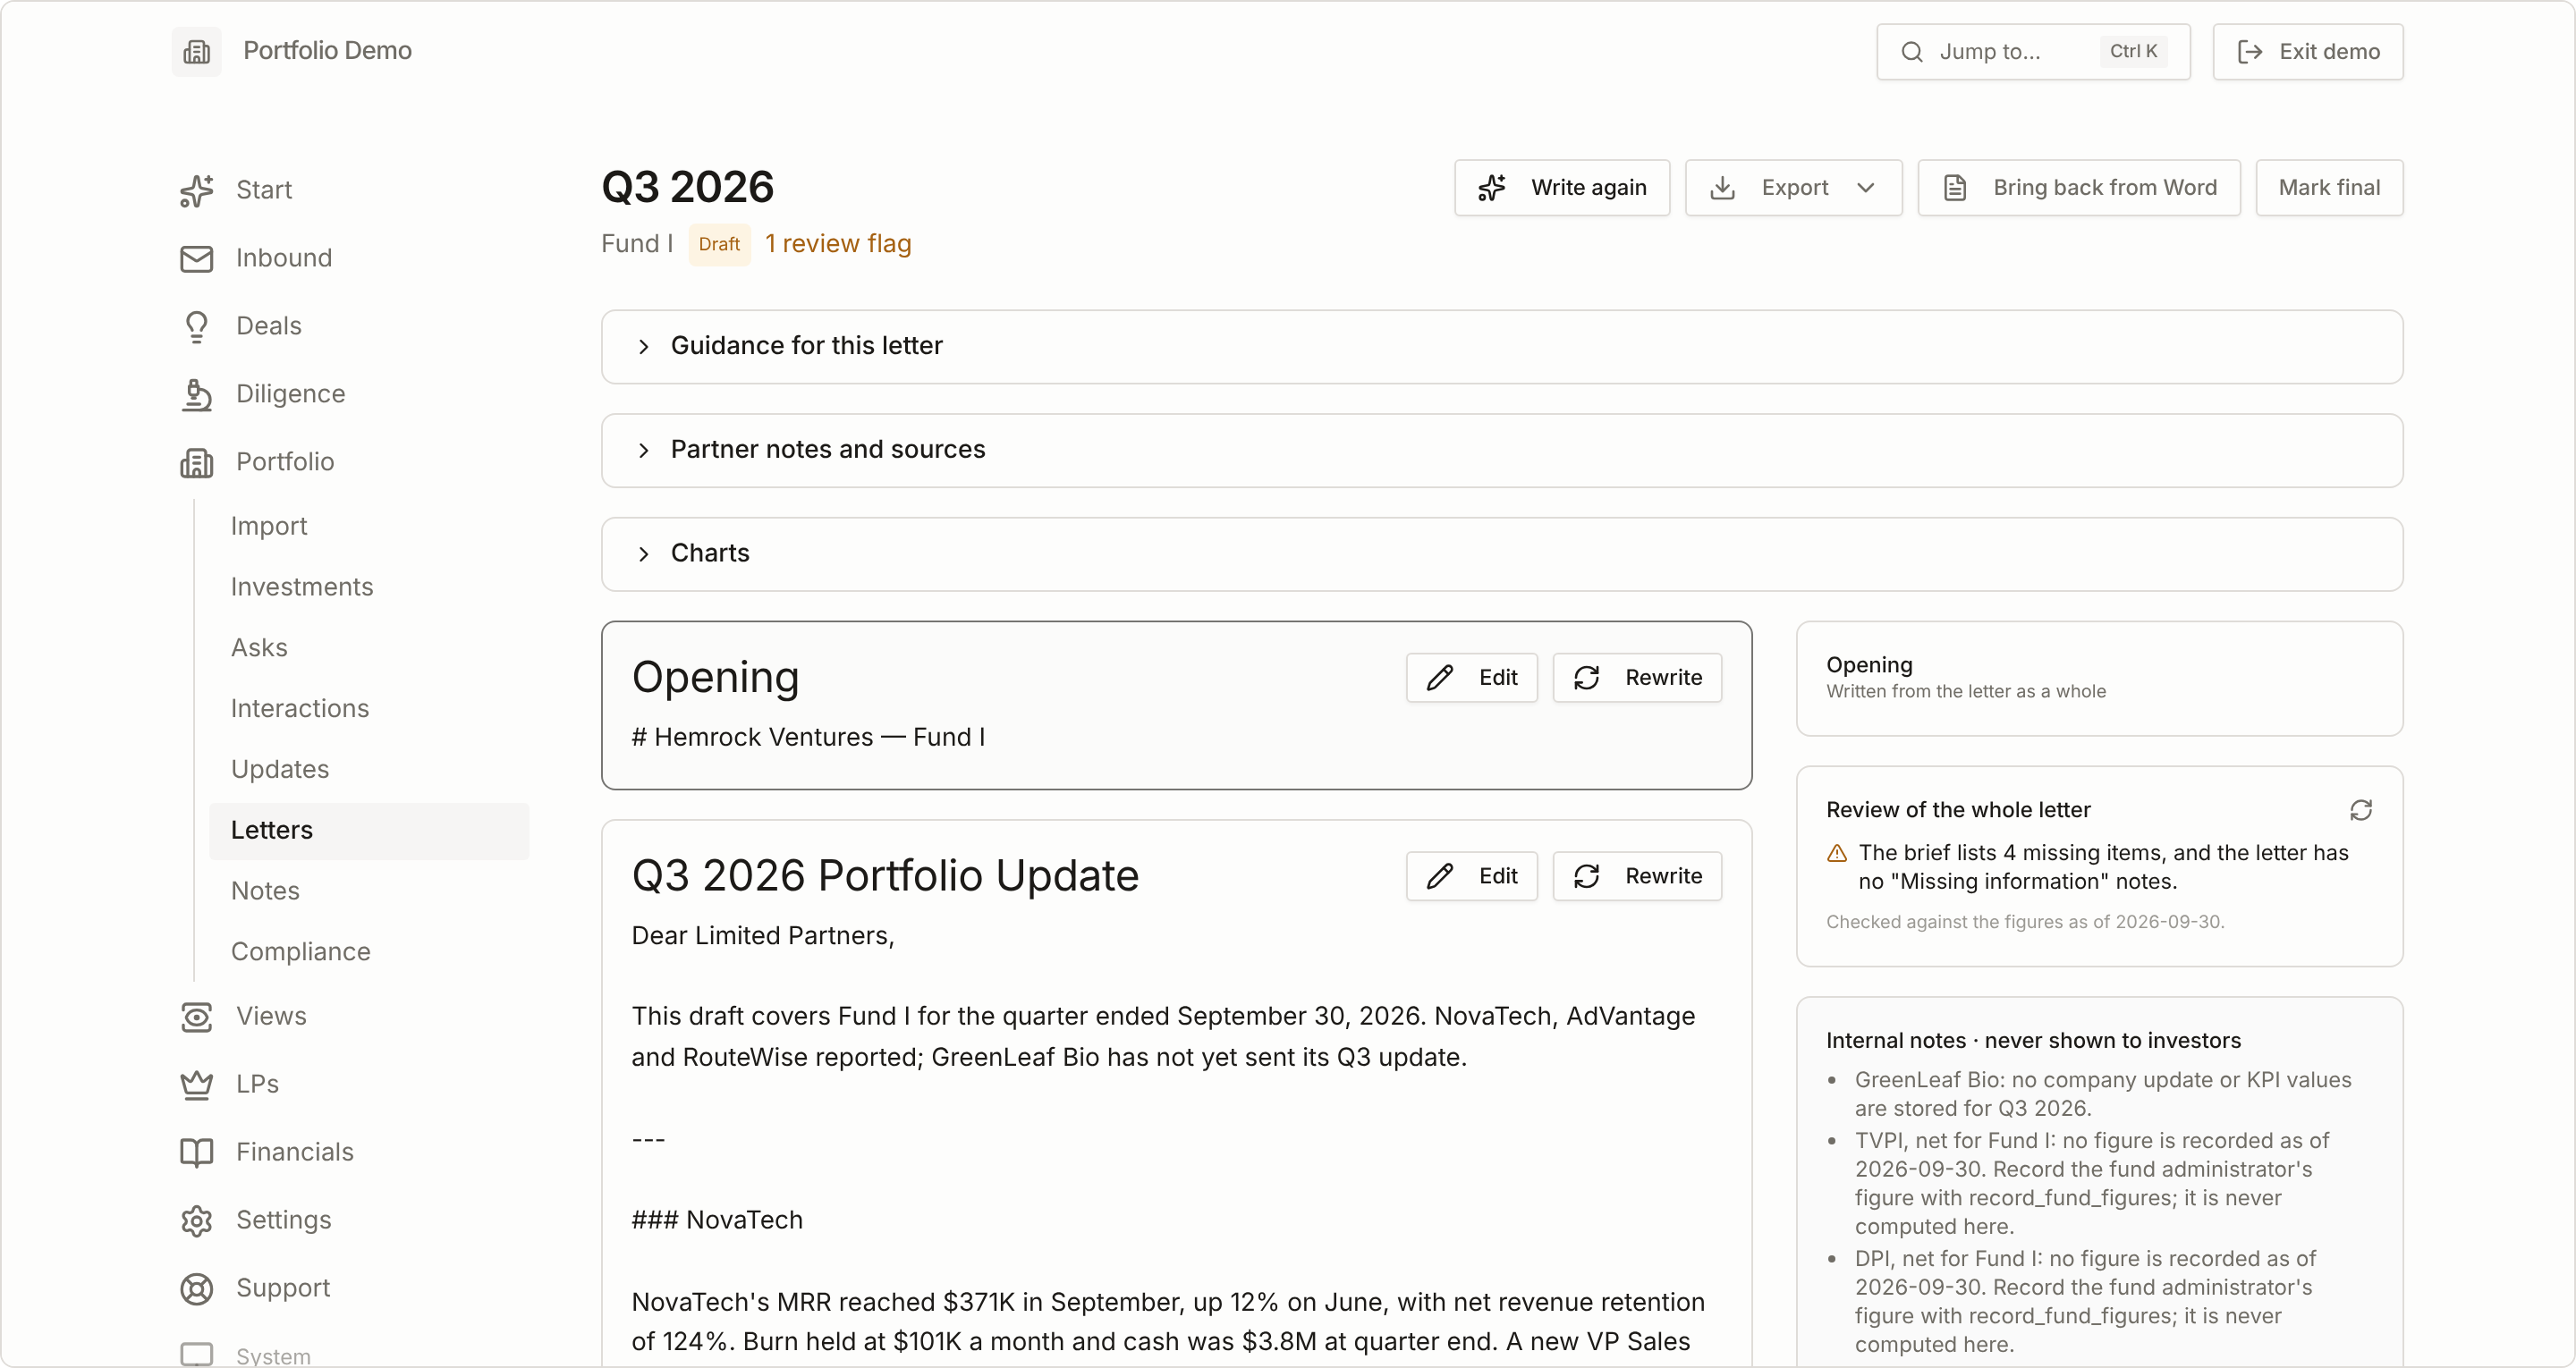 Portfolio Demo
Jump to...
Ctrl K
Exit demo
Start
Inbound
Deals
Diligence
Portfolio
Import
Investments
Asks
Interactions
Updates
Letters
Notes
Compliance
Views
LPs
Financials
Settings
Support
System
Q3 2026
Write again
Export
Bring back from Word
Mark final
Fund I
Draft
1 review flag
Guidance for this letter
Partner notes and sources
Charts
Opening
Edit
Rewrite
# Hemrock Ventures — Fund I
Q3 2026 Portfolio Update
Edit
Rewrite
Dear Limited Partners,
This draft covers Fund I for the quarter ended September 30, 2026. NovaTech, AdVantage
and RouteWise reported; GreenLeaf Bio has not yet sent its Q3 update.
---
### NovaTech
NovaTech's MRR reached $371K in September, up 12% on June, with net revenue retention
of 124%. Burn held at $101K a month and cash was $3.8M at quarter end. A new VP Sales
Opening
Written from the letter as a whole
Review of the whole letter
The brief lists 4 missing items, and the letter has
no "Missing information" notes.
Checked against the figures as of 2026-09-30.
Internal notes · never shown to investors
• GreenLeaf Bio: no company update or KPI values
are stored for Q3 2026.
• TVPI, net for Fund I: no figure is recorded as of
2026-09-30. Record the fund administrator's
figure with record_fund_figures; it is never
computed here.
• DPI, net for Fund I: no figure is recorded as of
2026-09-30. Record the fund administrator's
figure with record_fund_figures; it is never
computed here.